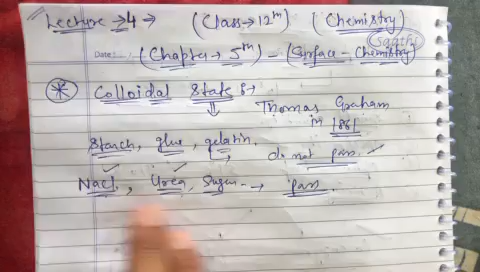 Lecture → 4 → (Class → 12th) (Chemistry)
Saathi
Date: (Chapter → 5th) - (Surface - Chemistry
* Colloidal State :→
Thomas Graham
in 1861
Starch, glue, gelatin. → do not pass.
Nacl, Urea, Sugar → pass